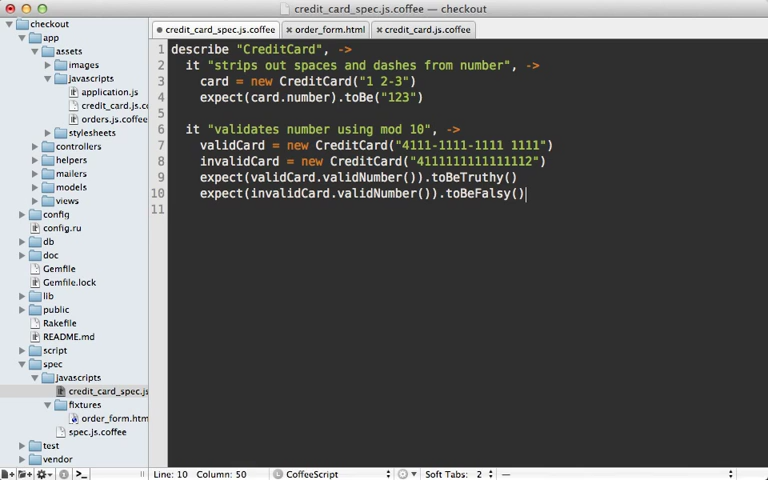 credit_card_spec.js.coffee — checkout
checkout
app
assets
images
javascripts
application.js
credit_card.js.co
orders.js.coffee
stylesheets
controllers
helpers
mailers
models
views
config
config.ru
db
doc
Gemfile
Gemfile.lock
lib
public
Rakefile
README.md
script
spec
javascripts
credit_card_spec.js
fixtures
order_form.htm
spec.js.coffee
test
vendor
credit_card_spec.js.coffee
order_form.html
credit_card.js.coffee
1 describe "CreditCard", ->
2 it "strips out spaces and dashes from number", ->
3 card = new CreditCard("1 2-3")
4 expect(card.number).toBe("123")
5
6 it "validates number using mod 10", ->
7 validCard = new CreditCard("4111-1111-1111 1111")
8 invalidCard = new CreditCard("4111111111111112")
9 expect(validCard.validNumber()).toBeTruthy()
10 expect(invalidCard.validNumber()).toBeFalsy()
11
Line: 10 Column: 50 CoffeeScript Soft Tabs: 2 —